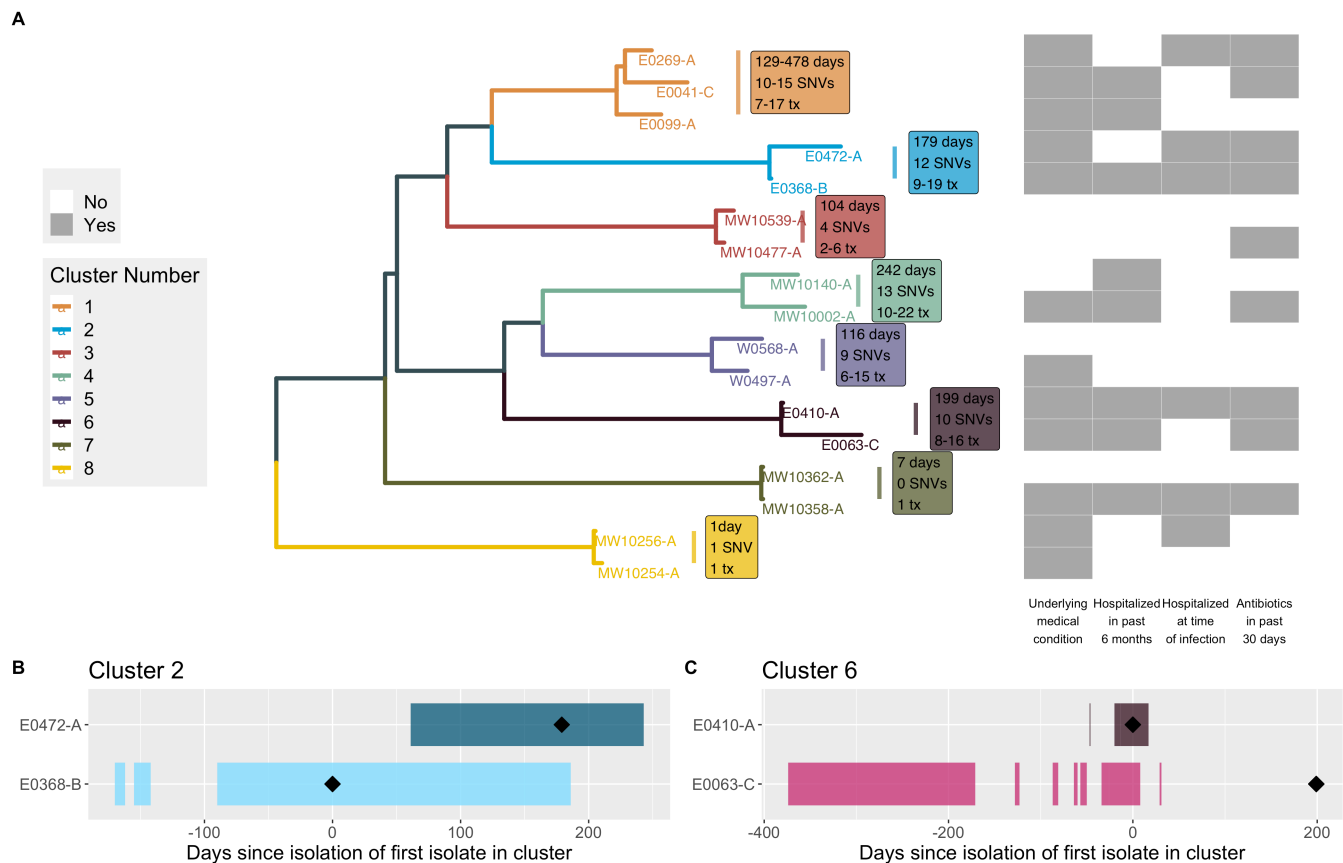 A
No
Yes
Cluster Number
a 1
a 2
a 3
a 4
a 5
a 6
a 7
a 8
E0269-A
E0041-C
E0099-A
129-478 days
10-15 SNVs
7-17 tx
E0472-A
E0368-B
179 days
12 SNVs
9-19 tx
MW10539-A
MW10477-A
104 days
4 SNVs
2-6 tx
MW10140-A
MW10002-A
242 days
13 SNVs
10-22 tx
W0568-A
W0497-A
116 days
9 SNVs
6-15 tx
E0410-A
E0063-C
199 days
10 SNVs
8-16 tx
MW10362-A
MW10358-A
7 days
0 SNVs
1 tx
MW10256-A
MW10254-A
1day
1 SNV
1 tx
Underlying
medical
condition
Hospitalized
in past
6 months
Hospitalized
at time
of infection
Antibiotics
in past
30 days
B
Cluster 2
E0472-A
E0368-B
-100 0 100 200
Days since isolation of first isolate in cluster
C
Cluster 6
E0410-A
E0063-C
-400 -200 0 200
Days since isolation of first isolate in cluster